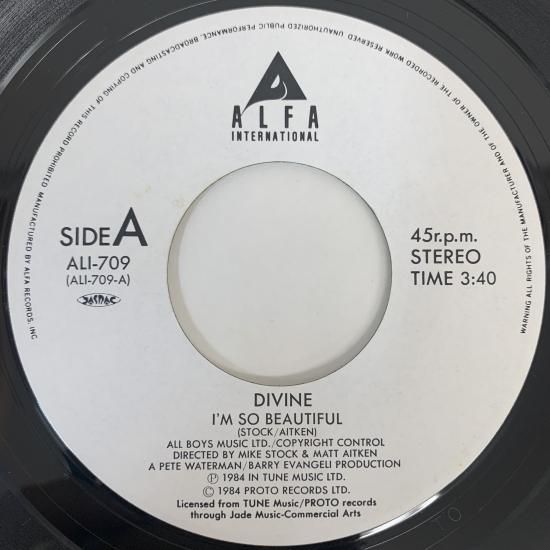 WARNING ALL RIGHTS OF THE MANUFACTURER AND OF THE OWNER OF THE RECORDED WORK RESERVED. UNAUTHORIZED PUBLIC PERFORMANCE, BROADCASTING AND COPYING OF THIS RECORD PROHIBITED. MANUFACTURED BY ALFA RECORDS, INC
ALFA
INTERNATIONAL
SIDE A
ALI-709
(ALI-709-A)
JASRAC
45r.p.m.
STEREO
TIME 3:40
DIVINE
I'M SO BEAUTIFUL
(STOCK/AITKEN)
ALL BOYS MUSIC LTD./COPYRIGHT CONTROL
DIRECTED BY MIKE STOCK & MATT AITKEN
A PETE WATERMAN/BARRY EVANGELI PRODUCTION
Ⓟ 1984 IN TUNE MUSIC LTD.
© 1984 PROTO RECORDS LTD.
Licensed from TUNE Music/PROTO records
through Jade Music-Commercial Arts
TO